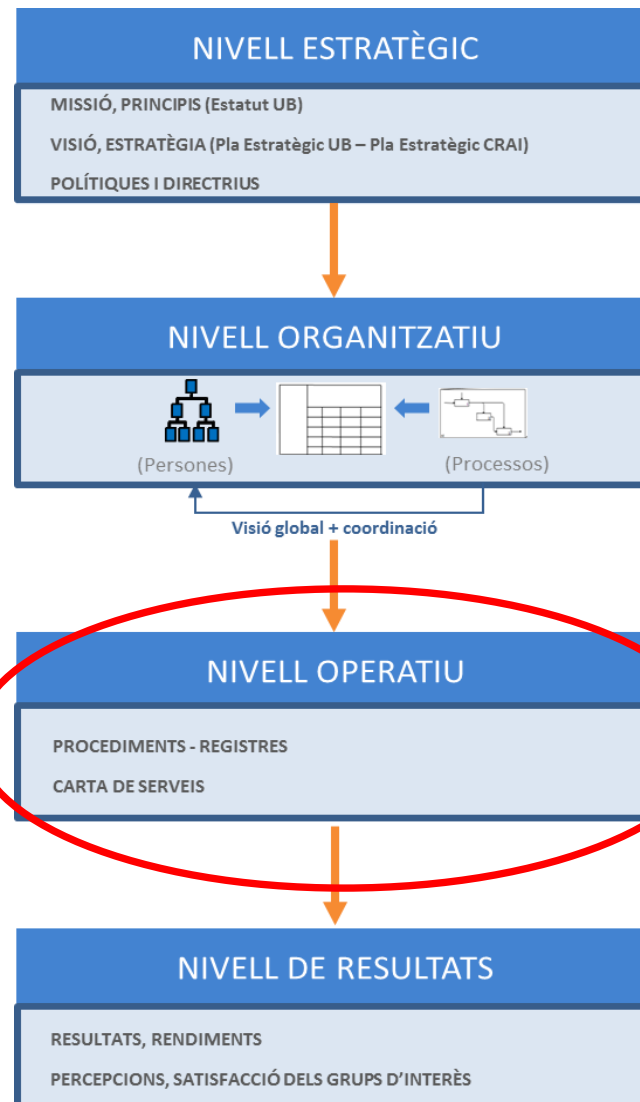 NIVELL ESTRATÈGIC
MISSIÓ, PRINCIPIS (Estatut UB)
VISIÓ, ESTRATÈGIA (Pla Estratègic UB – Pla Estratègic CRAI)
POLÍTIQUES I DIRECTRIUS
NIVELL ORGANITZATIU
(Persones)
(Processos)
Visió global + coordinació
NIVELL OPERATIU
PROCEDIMENTS - REGISTRES
CARTA DE SERVEIS
NIVELL DE RESULTATS
RESULTATS, RENDIMENTS
PERCEPCIONS, SATISFACCIÓ DELS GRUPS D'INTERÈS